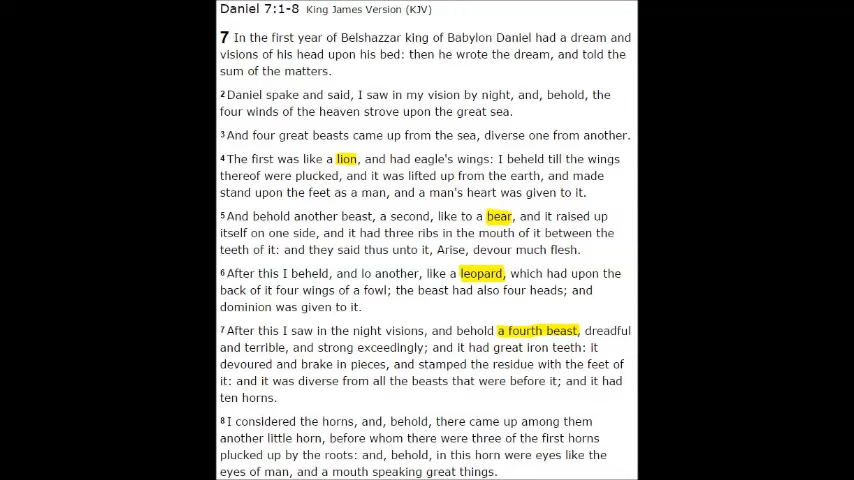 Daniel 7:1-8 King James Version (KJV)
7 In the first year of Belshazzar king of Babylon Daniel had a dream and
visions of his head upon his bed: then he wrote the dream, and told the
sum of the matters.
2 Daniel spake and said, I saw in my vision by night, and, behold, the
four winds of the heaven strove upon the great sea.
3 And four great beasts came up from the sea, diverse one from another.
4 The first was like a lion, and had eagle's wings: I beheld till the wings
thereof were plucked, and it was lifted up from the earth, and made
stand upon the feet as a man, and a man's heart was given to it.
5 And behold another beast, a second, like to a bear, and it raised up
itself on one side, and it had three ribs in the mouth of it between the
teeth of it: and they said thus unto it, Arise, devour much flesh.
6 After this I beheld, and lo another, like a leopard, which had upon the
back of it four wings of a fowl; the beast had also four heads; and
dominion was given to it.
7 After this I saw in the night visions, and behold a fourth beast, dreadful
and terrible, and strong exceedingly; and it had great iron teeth: it
devoured and brake in pieces, and stamped the residue with the feet of
it: and it was diverse from all the beasts that were before it; and it had
ten horns.
8 I considered the horns, and, behold, there came up among them
another little horn, before whom there were three of the first horns
plucked up by the roots: and, behold, in this horn were eyes like the
eyes of man, and a mouth speaking great things.